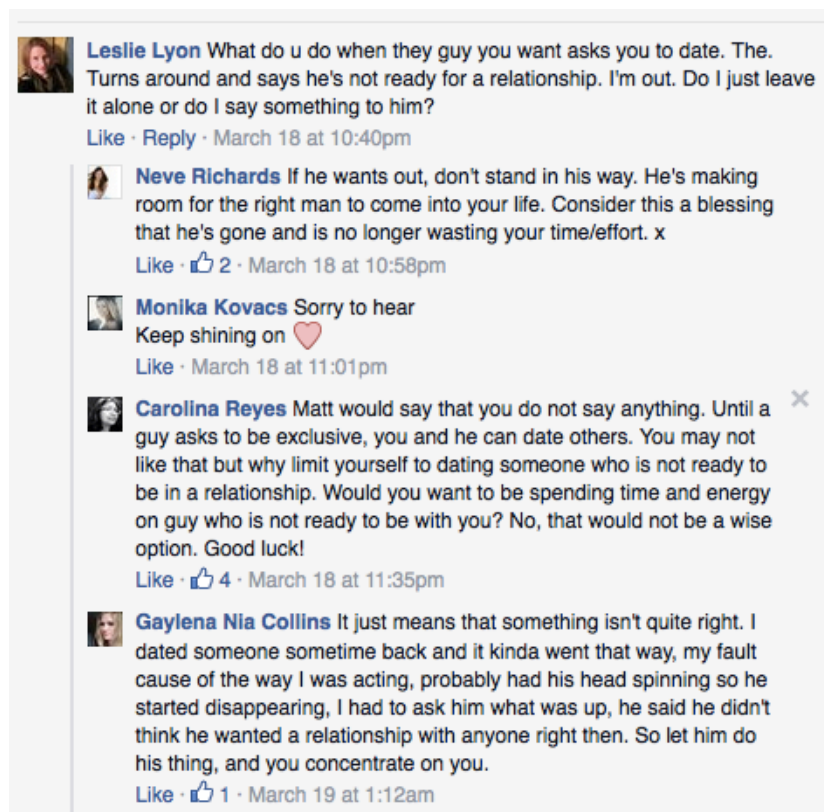 Leslie Lyon What do u do when they guy you want asks you to date. The.
Turns around and says he's not ready for a relationship. I'm out. Do I just leave
it alone or do I say something to him?
Like · Reply · March 18 at 10:40pm
Neve Richards If he wants out, don't stand in his way. He's making
room for the right man to come into your life. Consider this a blessing
that he's gone and is no longer wasting your time/effort. x
Like · 2 · March 18 at 10:58pm
Monika Kovacs Sorry to hear
Keep shining on
Like · March 18 at 11:01pm
Carolina Reyes Matt would say that you do not say anything. Until a
guy asks to be exclusive, you and he can date others. You may not
like that but why limit yourself to dating someone who is not ready to
be in a relationship. Would you want to be spending time and energy
on guy who is not ready to be with you? No, that would not be a wise
option. Good luck!
Like · 4 · March 18 at 11:35pm
Gaylena Nia Collins It just means that something isn't quite right. I
dated someone sometime back and it kinda went that way, my fault
cause of the way I was acting, probably had his head spinning so he
started disappearing, I had to ask him what was up, he said he didn't
think he wanted a relationship with anyone right then. So let him do
his thing, and you concentrate on you.
Like · 1 · March 19 at 1:12am